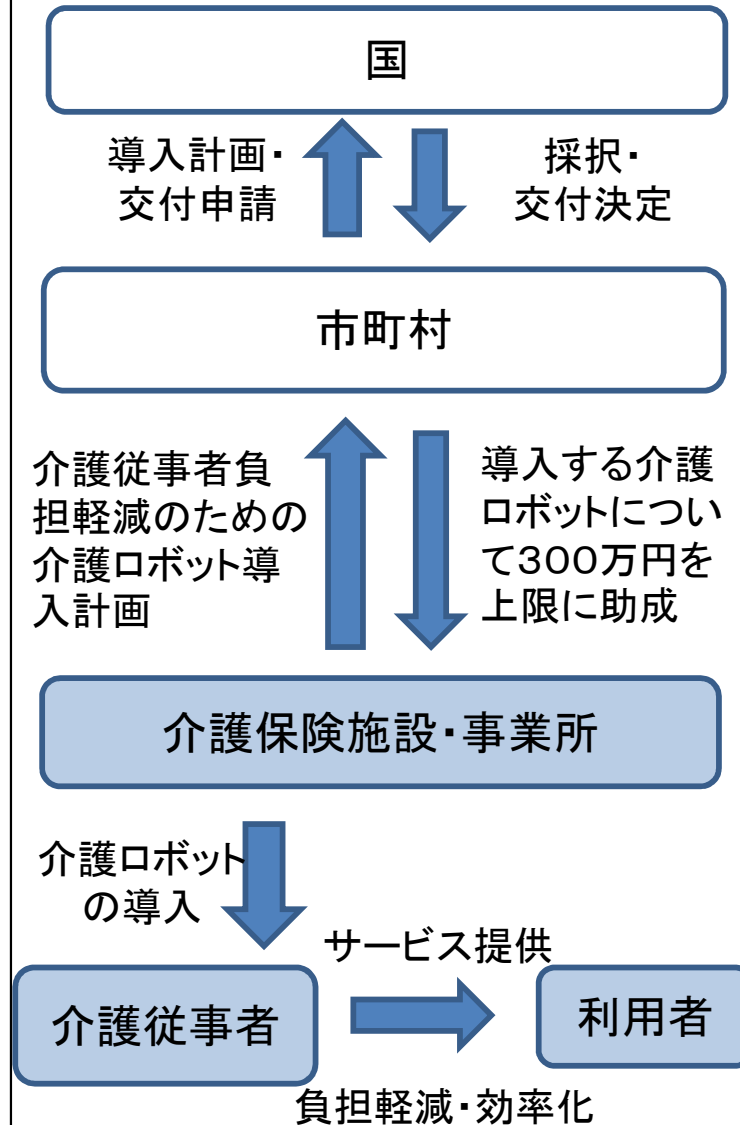 国
導入計画・
交付申請
採択・
交付決定
市町村
介護従事者負
担軽減のための
介護ロボット導
入計画
導入する介護
ロボットについ
て300万円を
上限に助成
介護保険施設・事業所
介護ロボット
の導入
サービス提供
介護従事者
利用者
負担軽減・効率化